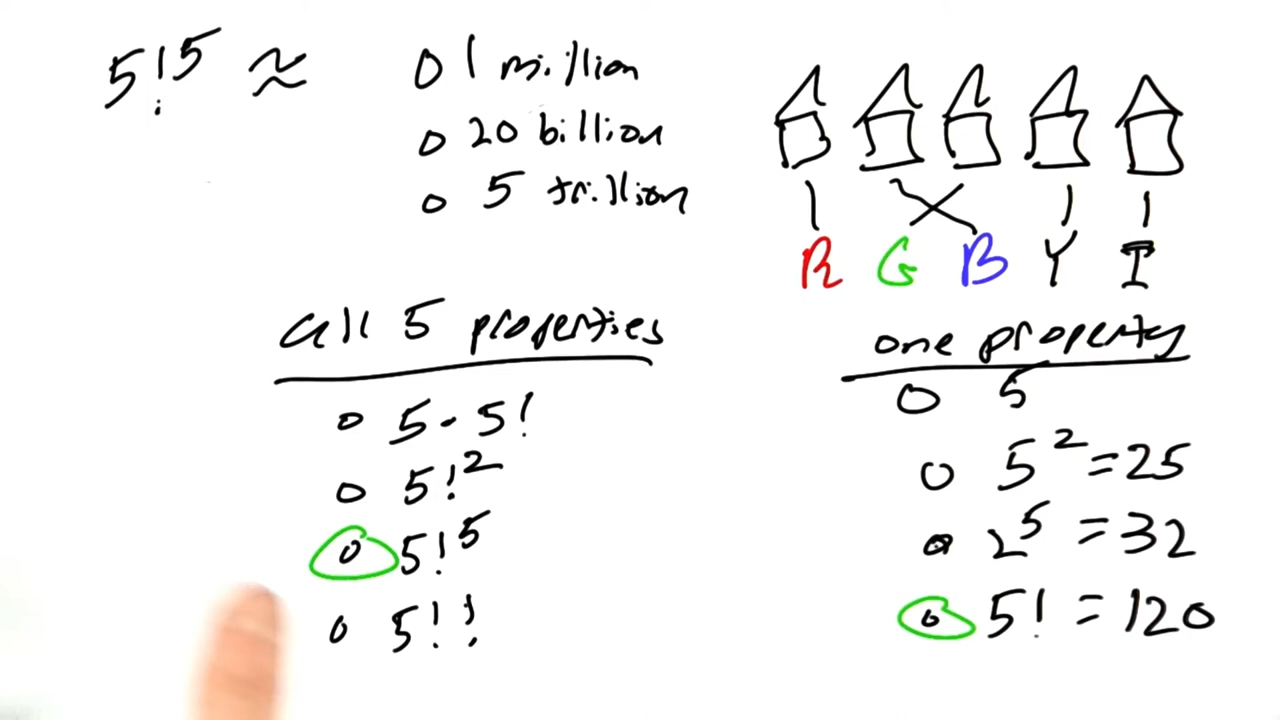 5!5 ≈
o 1 million
o 20 billion
o 5 trillion
R G B Y I
all 5 properties
o 5 - 5!
o 5!2
o 5!5
o 5!!
one property
o 5
o 52 = 25
o 25 = 32
o 5! = 120